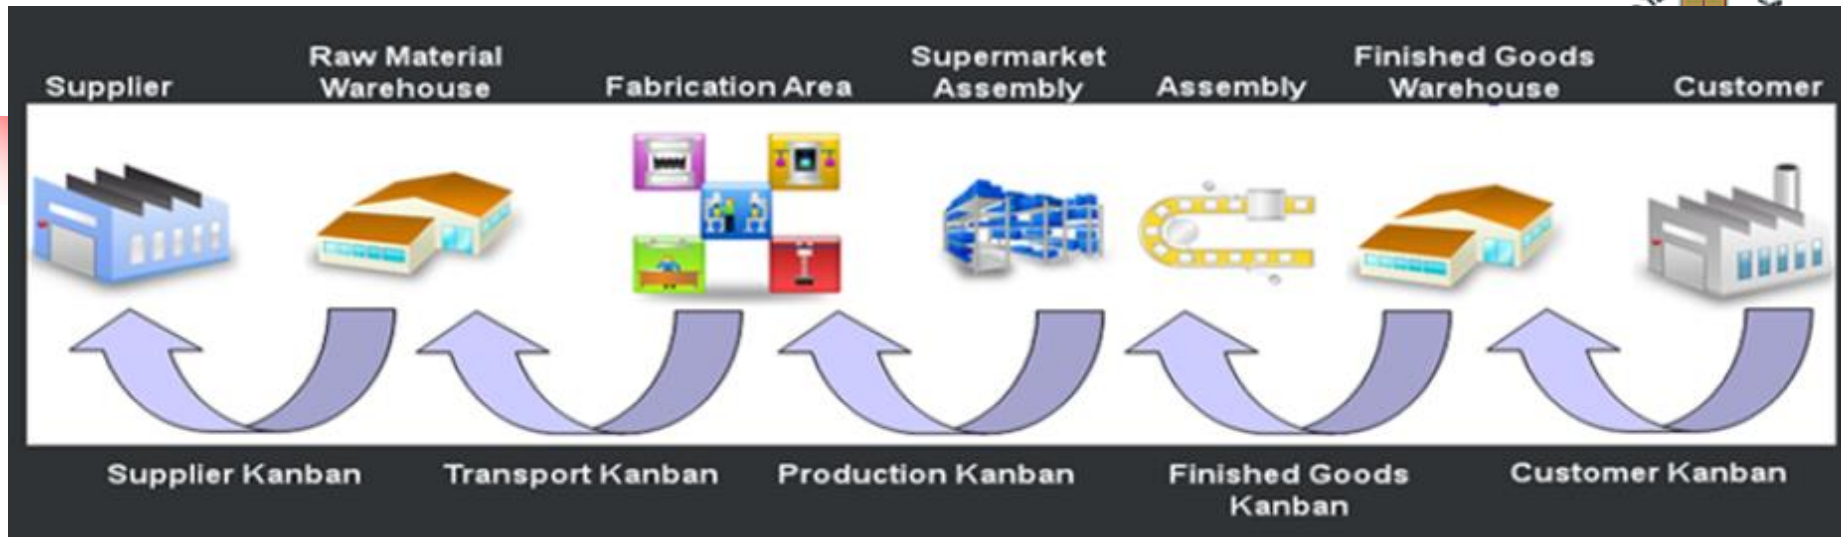 Supplier
Raw Material
Warehouse
Fabrication Area
Supermarket
Assembly
Assembly
Finished Goods
Warehouse
Customer
Supplier Kanban
Transport Kanban
Production Kanban
Finished Goods
Kanban
Customer Kanban